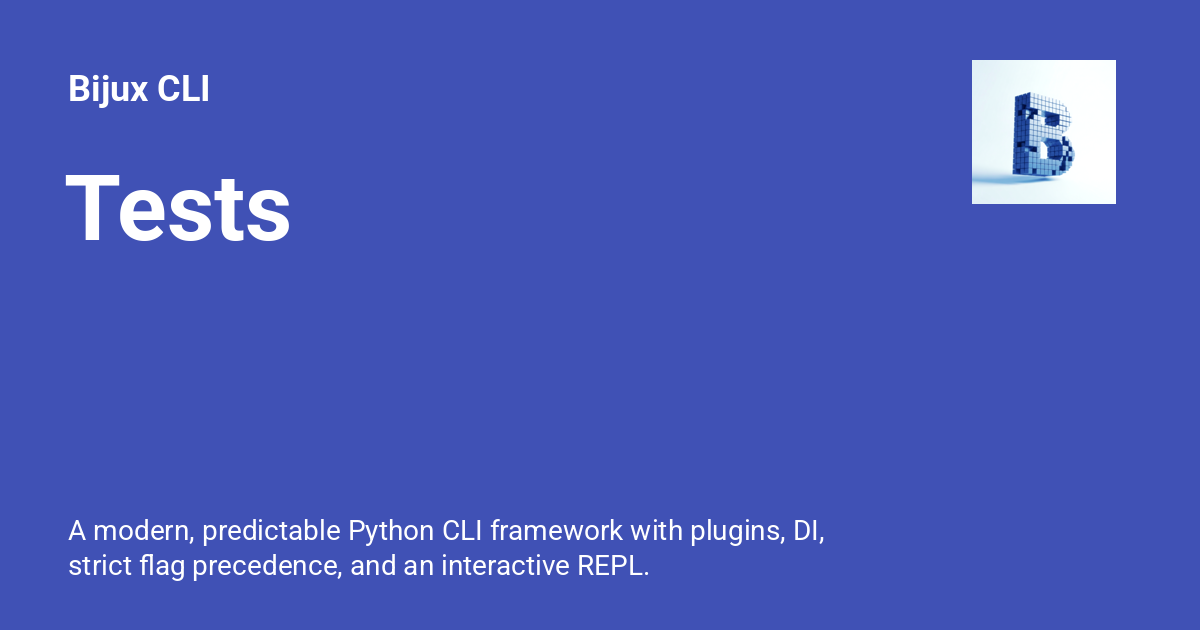 Bijux CLI
Tests
B
A modern, predictable Python CLI framework with plugins, DI,
strict flag precedence, and an interactive REPL.